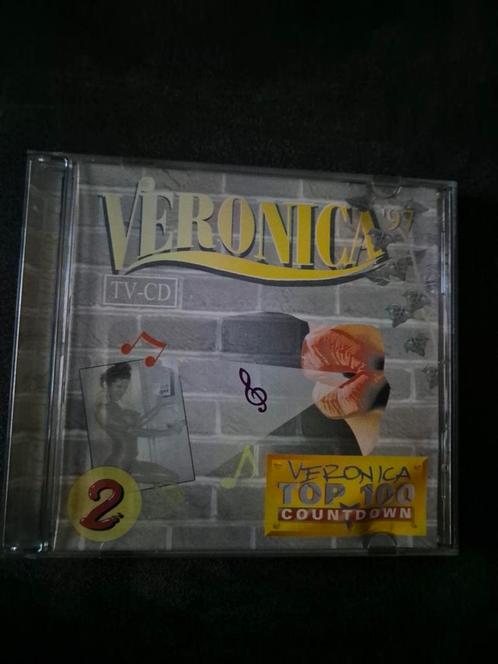 VERONICA '97
TV-CD
2
VERONICA
TOP 100
COUNTDOWN